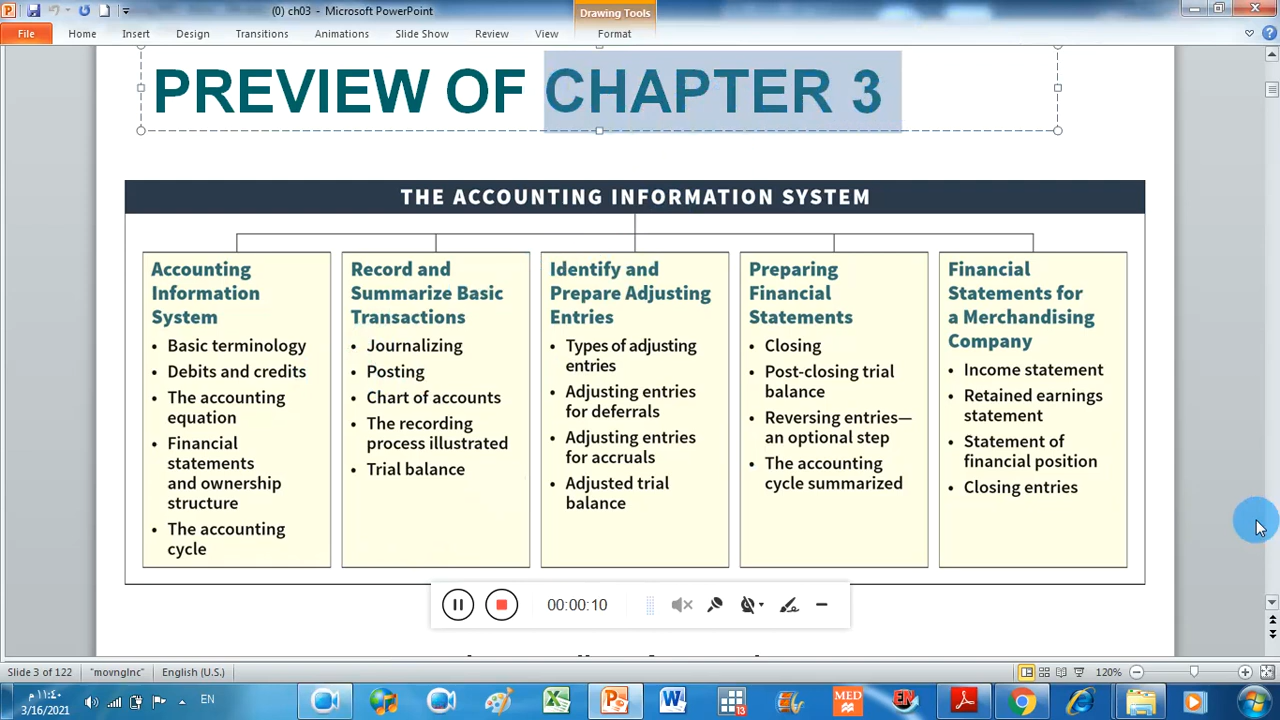 (0) ch03 - Microsoft PowerPoint
Drawing Tools
File Home Insert Design Transitions Animations Slide Show Review View Format
PREVIEW OF CHAPTER 3
THE ACCOUNTING INFORMATION SYSTEM
Accounting
Information
System
• Basic terminology
• Debits and credits
• The accounting
equation
• Financial
statements
and ownership
structure
• The accounting
cycle
Record and
Summarize Basic
Transactions
• Journalizing
• Posting
• Chart of accounts
• The recording
process illustrated
• Trial balance
Identify and
Prepare Adjusting
Entries
• Types of adjusting
entries
• Adjusting entries
for deferrals
• Adjusting entries
for accruals
• Adjusted trial
balance
Preparing
Financial
Statements
• Closing
• Post-closing trial
balance
• Reversing entries—
an optional step
• The accounting
cycle summarized
Financial
Statements for
a Merchandising
Company
• Income statement
• Retained earnings
statement
• Statement of
financial position
• Closing entries
00:00:10
Slide 3 of 122 "movngInc" English (U.S.) 120%
م ١١:٤٠
3/16/2021
EN
13
MED